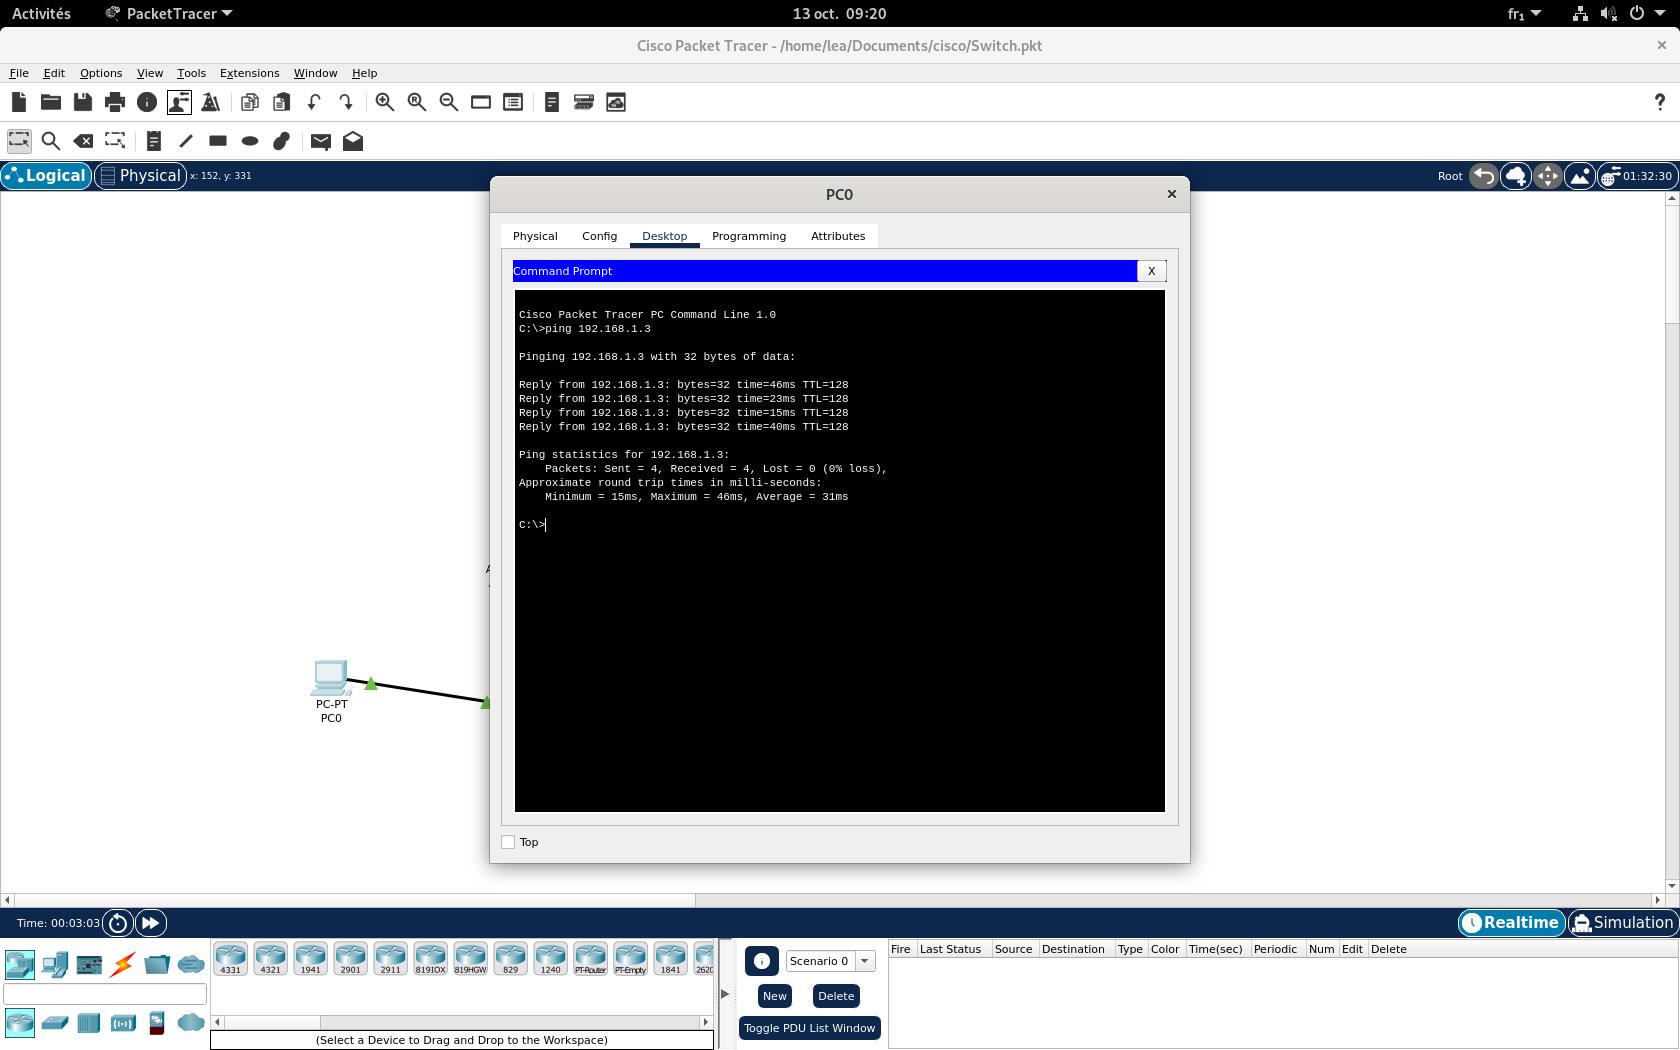 Activités
PacketTracer
13 oct. 09:20
fr₁
Cisco Packet Tracer - /home/lea/Documents/cisco/Switch.pkt
File Edit Options View Tools Extensions Window Help
Logical
Physical
x: 152, y: 331
Root
01:32:30
PC0
Physical Config Desktop Programming Attributes
Command Prompt
X
Cisco Packet Tracer PC Command Line 1.0
C:\>ping 192.168.1.3
Pinging 192.168.1.3 with 32 bytes of data:
Reply from 192.168.1.3: bytes=32 time=46ms TTL=128
Reply from 192.168.1.3: bytes=32 time=23ms TTL=128
Reply from 192.168.1.3: bytes=32 time=15ms TTL=128
Reply from 192.168.1.3: bytes=32 time=40ms TTL=128
Ping statistics for 192.168.1.3:
Packets: Sent = 4, Received = 4, Lost = 0 (0% loss),
Approximate round trip times in milli-seconds:
Minimum = 15ms, Maximum = 46ms, Average = 31ms
C:\>
Top
PC-PT
PC0
Time: 00:03:03
Realtime
Simulation
4331 4321 1941 2901 2911 819IOX 819HGW 829 1240 PT-Router PT-Empty 1841 2620
(Select a Device to Drag and Drop to the Workspace)
Scenario 0
New
Delete
Toggle PDU List Window
Fire Last Status Source Destination Type Color Time(sec) Periodic Num Edit Delete